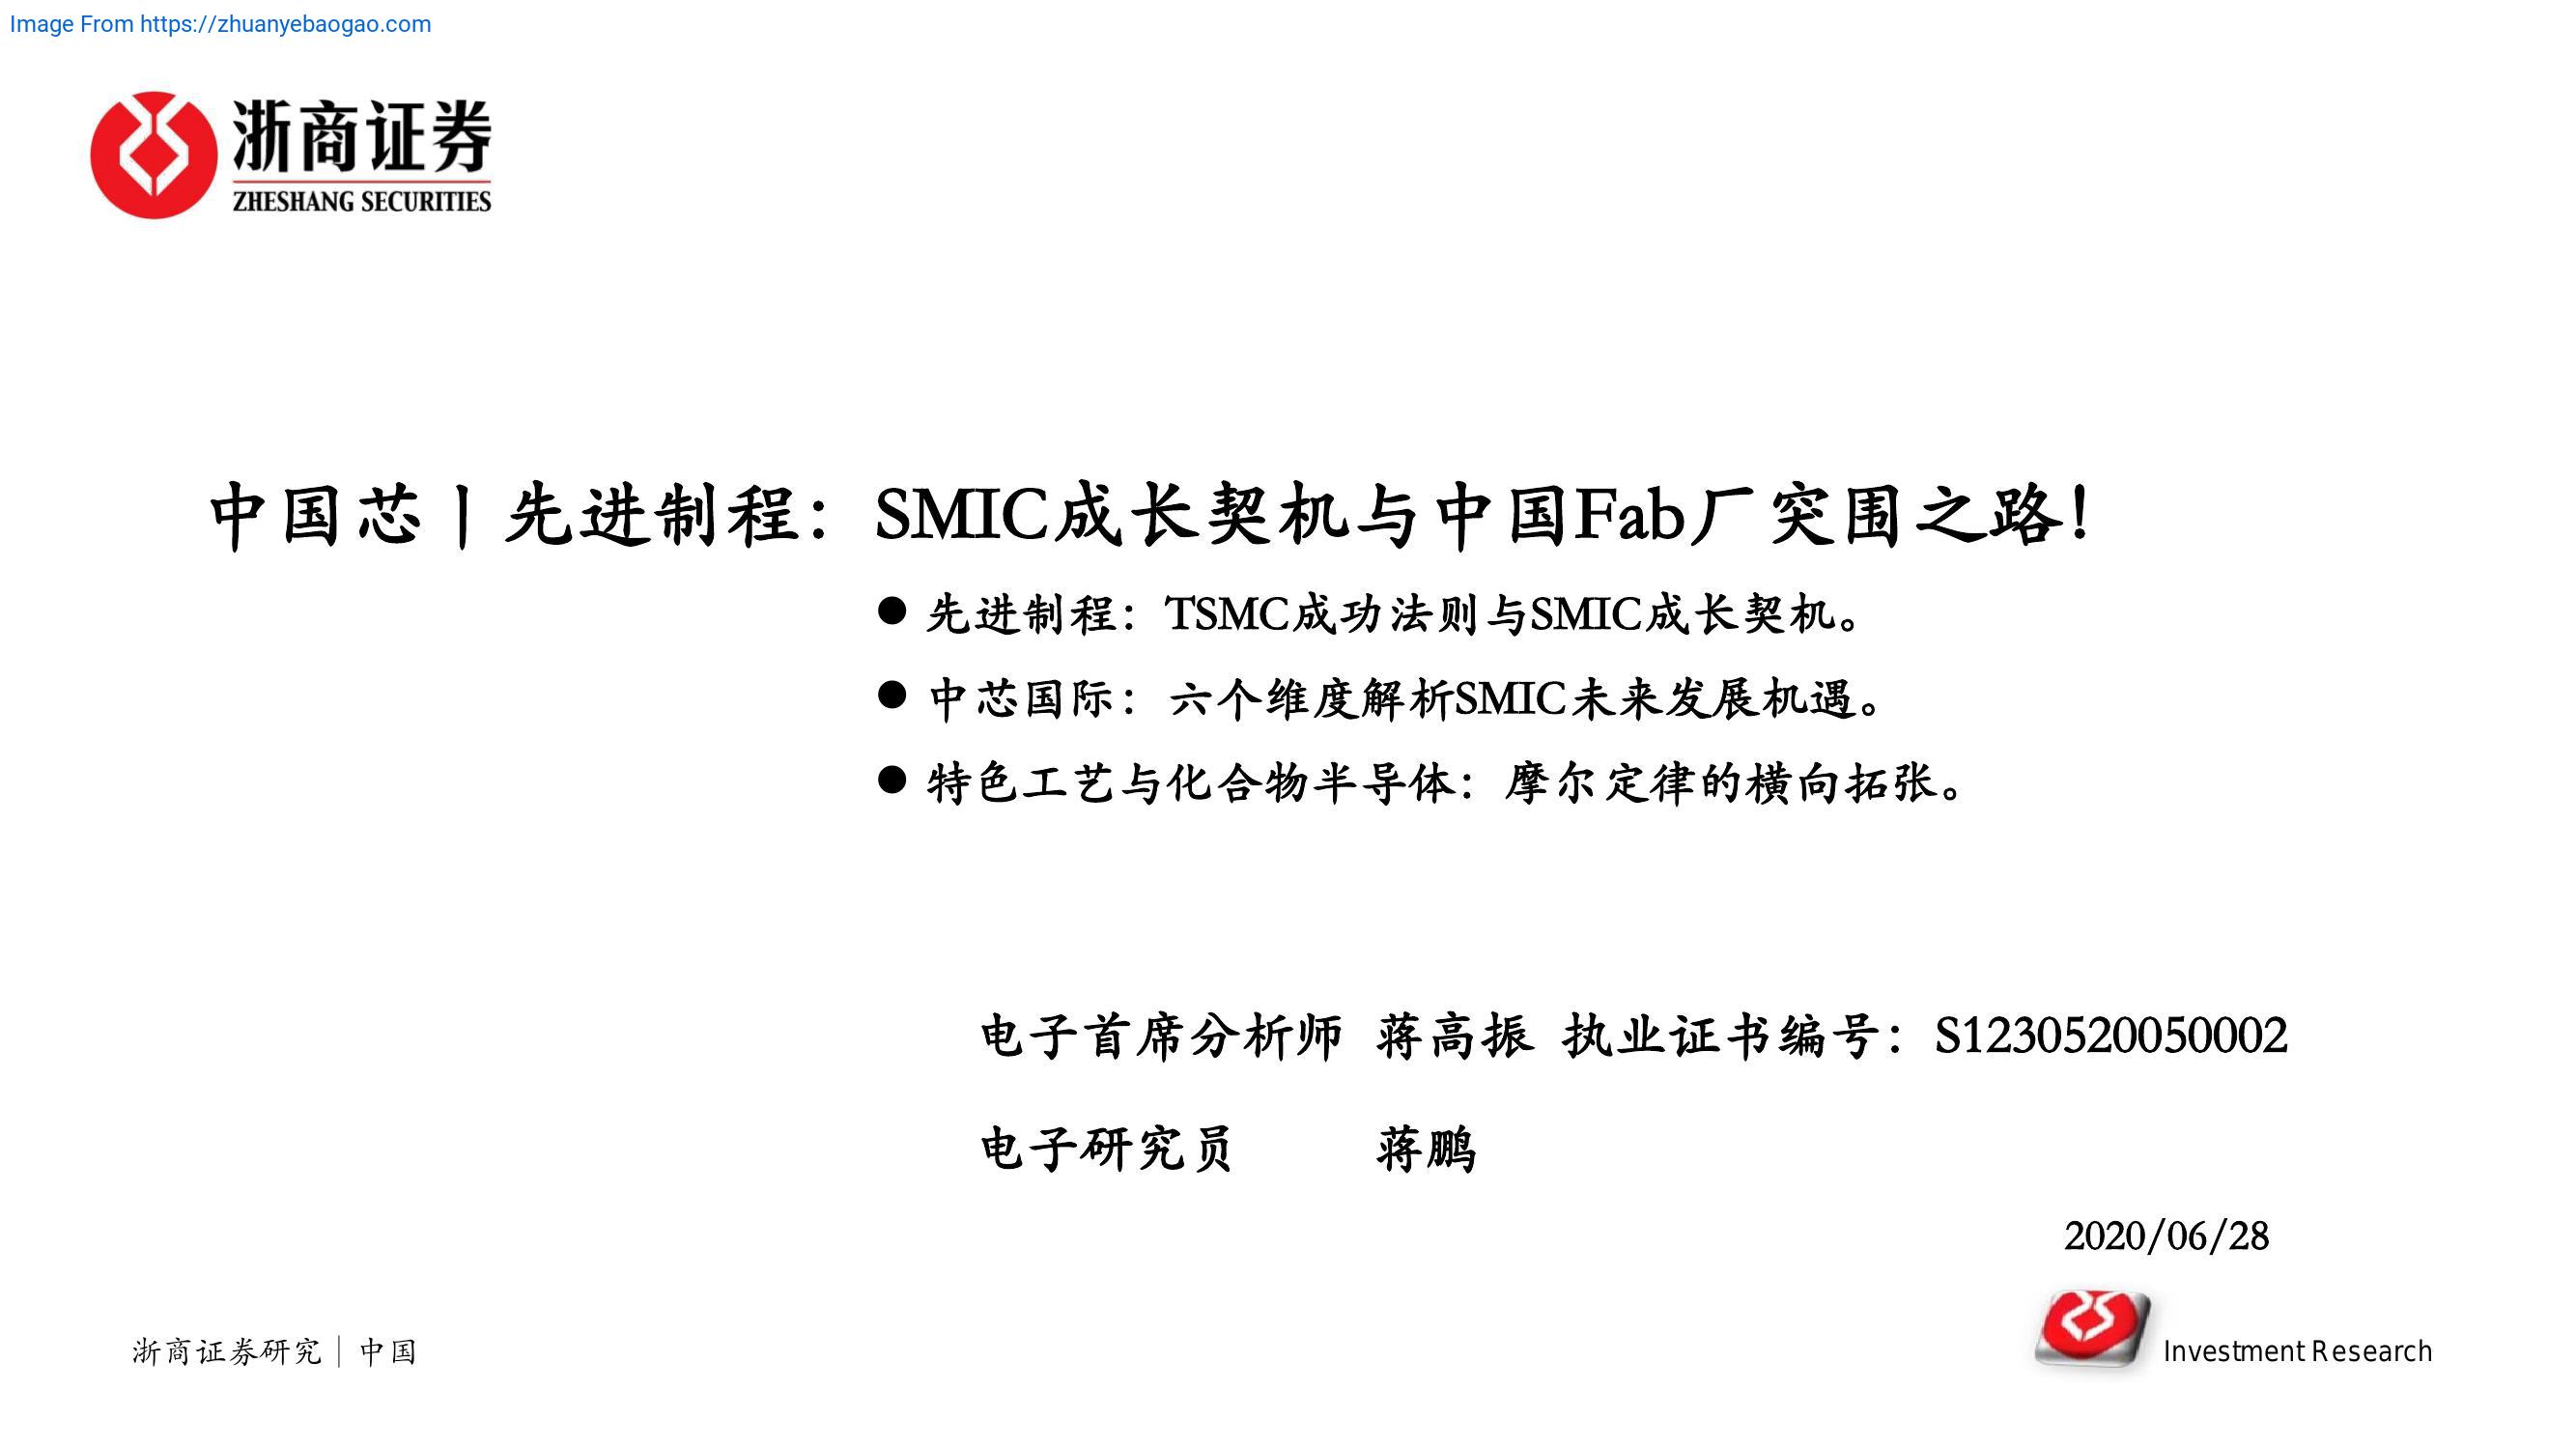 Image From https://zhuanyebaogao.com
浙商证券
ZHESHANG SECURITIES
中国芯丨先进制程：SMIC成长契机与中国Fab厂突围之路！
● 先进制程：TSMC成功法则与SMIC成长契机。
● 中芯国际：六个维度解析SMIC未来发展机遇。
● 特色工艺与化合物半导体：摩尔定律的横向拓张。
电子首席分析师 蒋高振 执业证书编号：S1230520050002
电子研究员 蒋鹏
2020/06/28
浙商证券研究｜中国
Investment Research